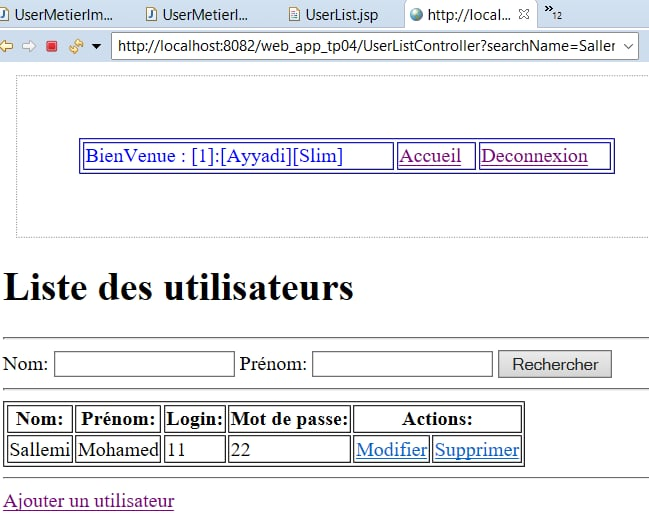 UserMetierIm...
UserMetierI...
UserList.jsp
http://local...
»12
http://localhost:8082/web_app_tp04/UserListController?searchName=Saller
BienVenue : [1]:[Ayyadi][Slim] Accueil Deconnexion
Liste des utilisateurs
Nom: Prénom: Rechercher
Nom: Prénom: Login: Mot de passe: Actions:
Sallemi Mohamed 11 22 Modifier Supprimer
Ajouter un utilisateur